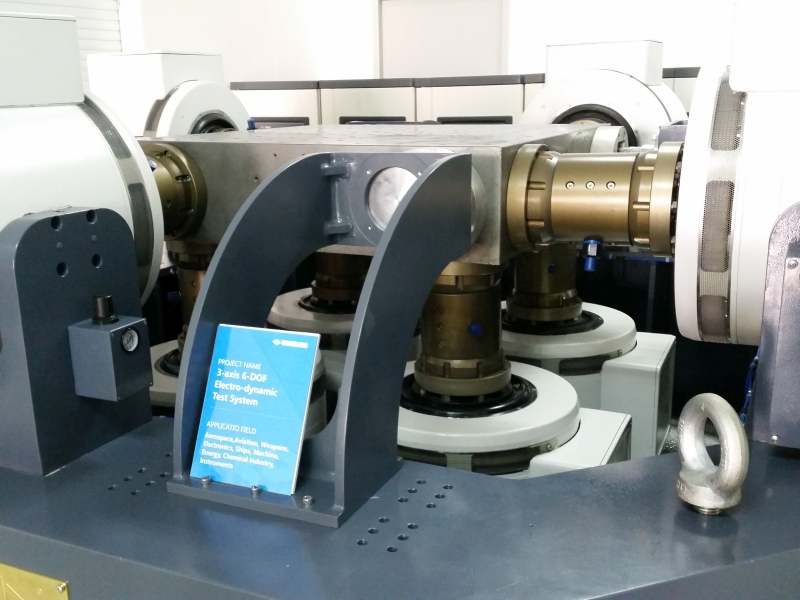 PROJECT NAME
3-axis 6-DOF
Electro-dynamic
Test System
APPLICATIO FIELD
Aerospace,Aviation, Weapons,
Electronics, Ships, Machine,
Energy, Chemical Industry,
Instruments